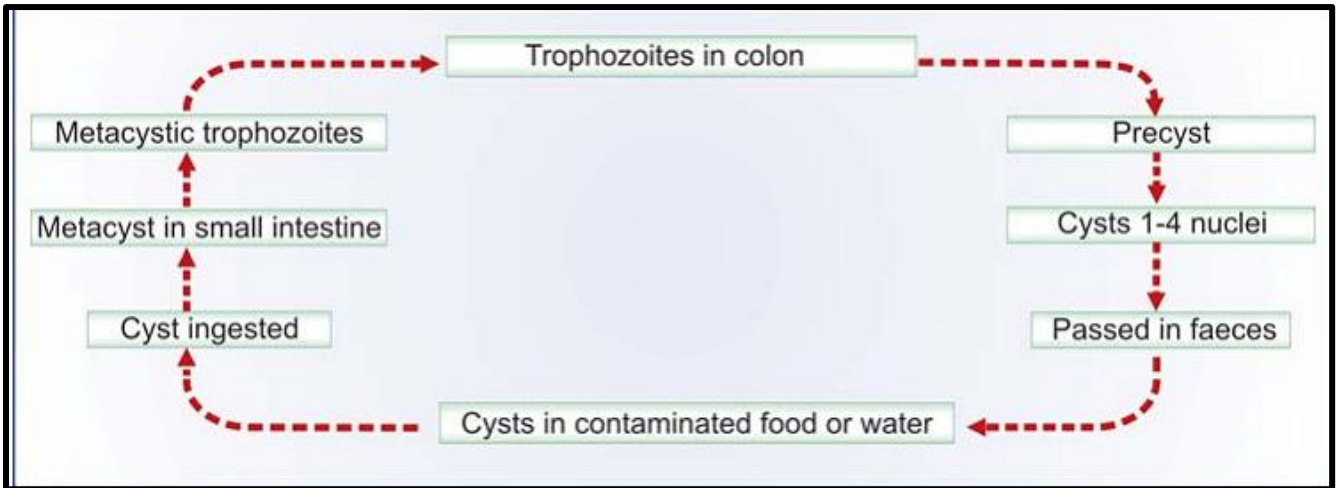 Trophozoites in colon
Metacystic trophozoites
Precyst
Metacyst in small intestine
Cysts 1-4 nuclei
Cyst ingested
Passed in faeces
Cysts in contaminated food or water